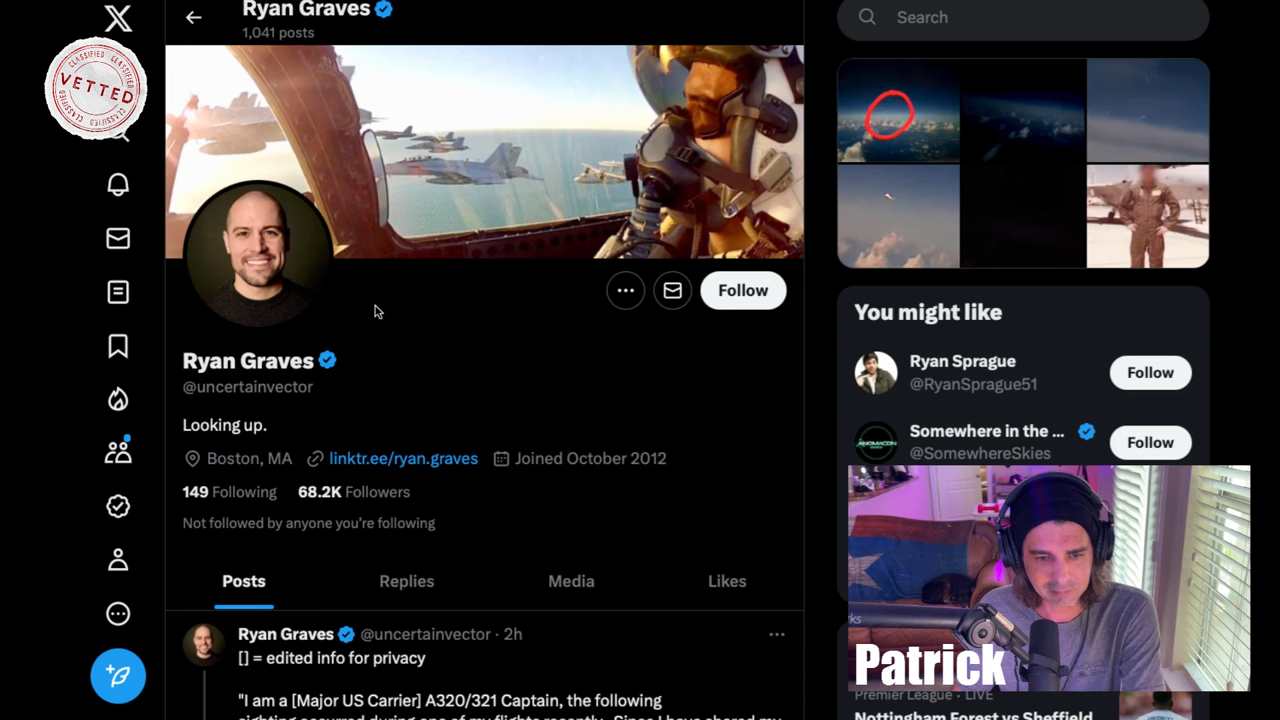 Ryan Graves
1,041 posts
Search
CLASSIFIED
VETTED
CLASSIFIED
Follow
Ryan Graves
@uncertainvector
Looking up.
Boston, MA linktr.ee/ryan.graves Joined October 2012
149 Following 68.2K Followers
Not followed by anyone you're following
Posts Replies Media Likes
Ryan Graves @uncertainvector · 2h
[] = edited info for privacy
"I am a [Major US Carrier] A320/321 Captain, the following
You might like
Ryan Sprague
@RyanSprague51
Follow
Somewhere in the ...
@SomewhereSkies
Follow
Patrick
Premier League · LIVE
Nottingham Forest vs Sheffield